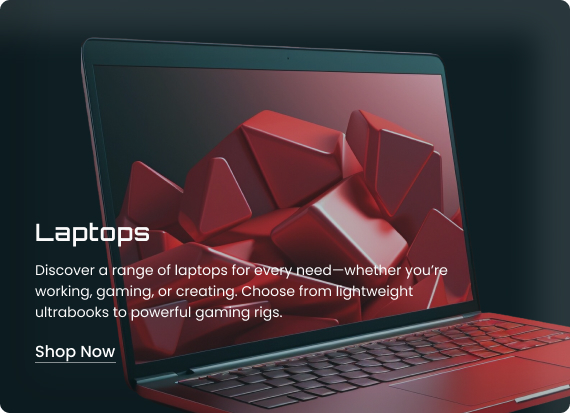 Laptops
Discover a range of laptops for every need—whether you’re
working, gaming, or creating. Choose from lightweight
ultrabooks to powerful gaming rigs.
Shop Now